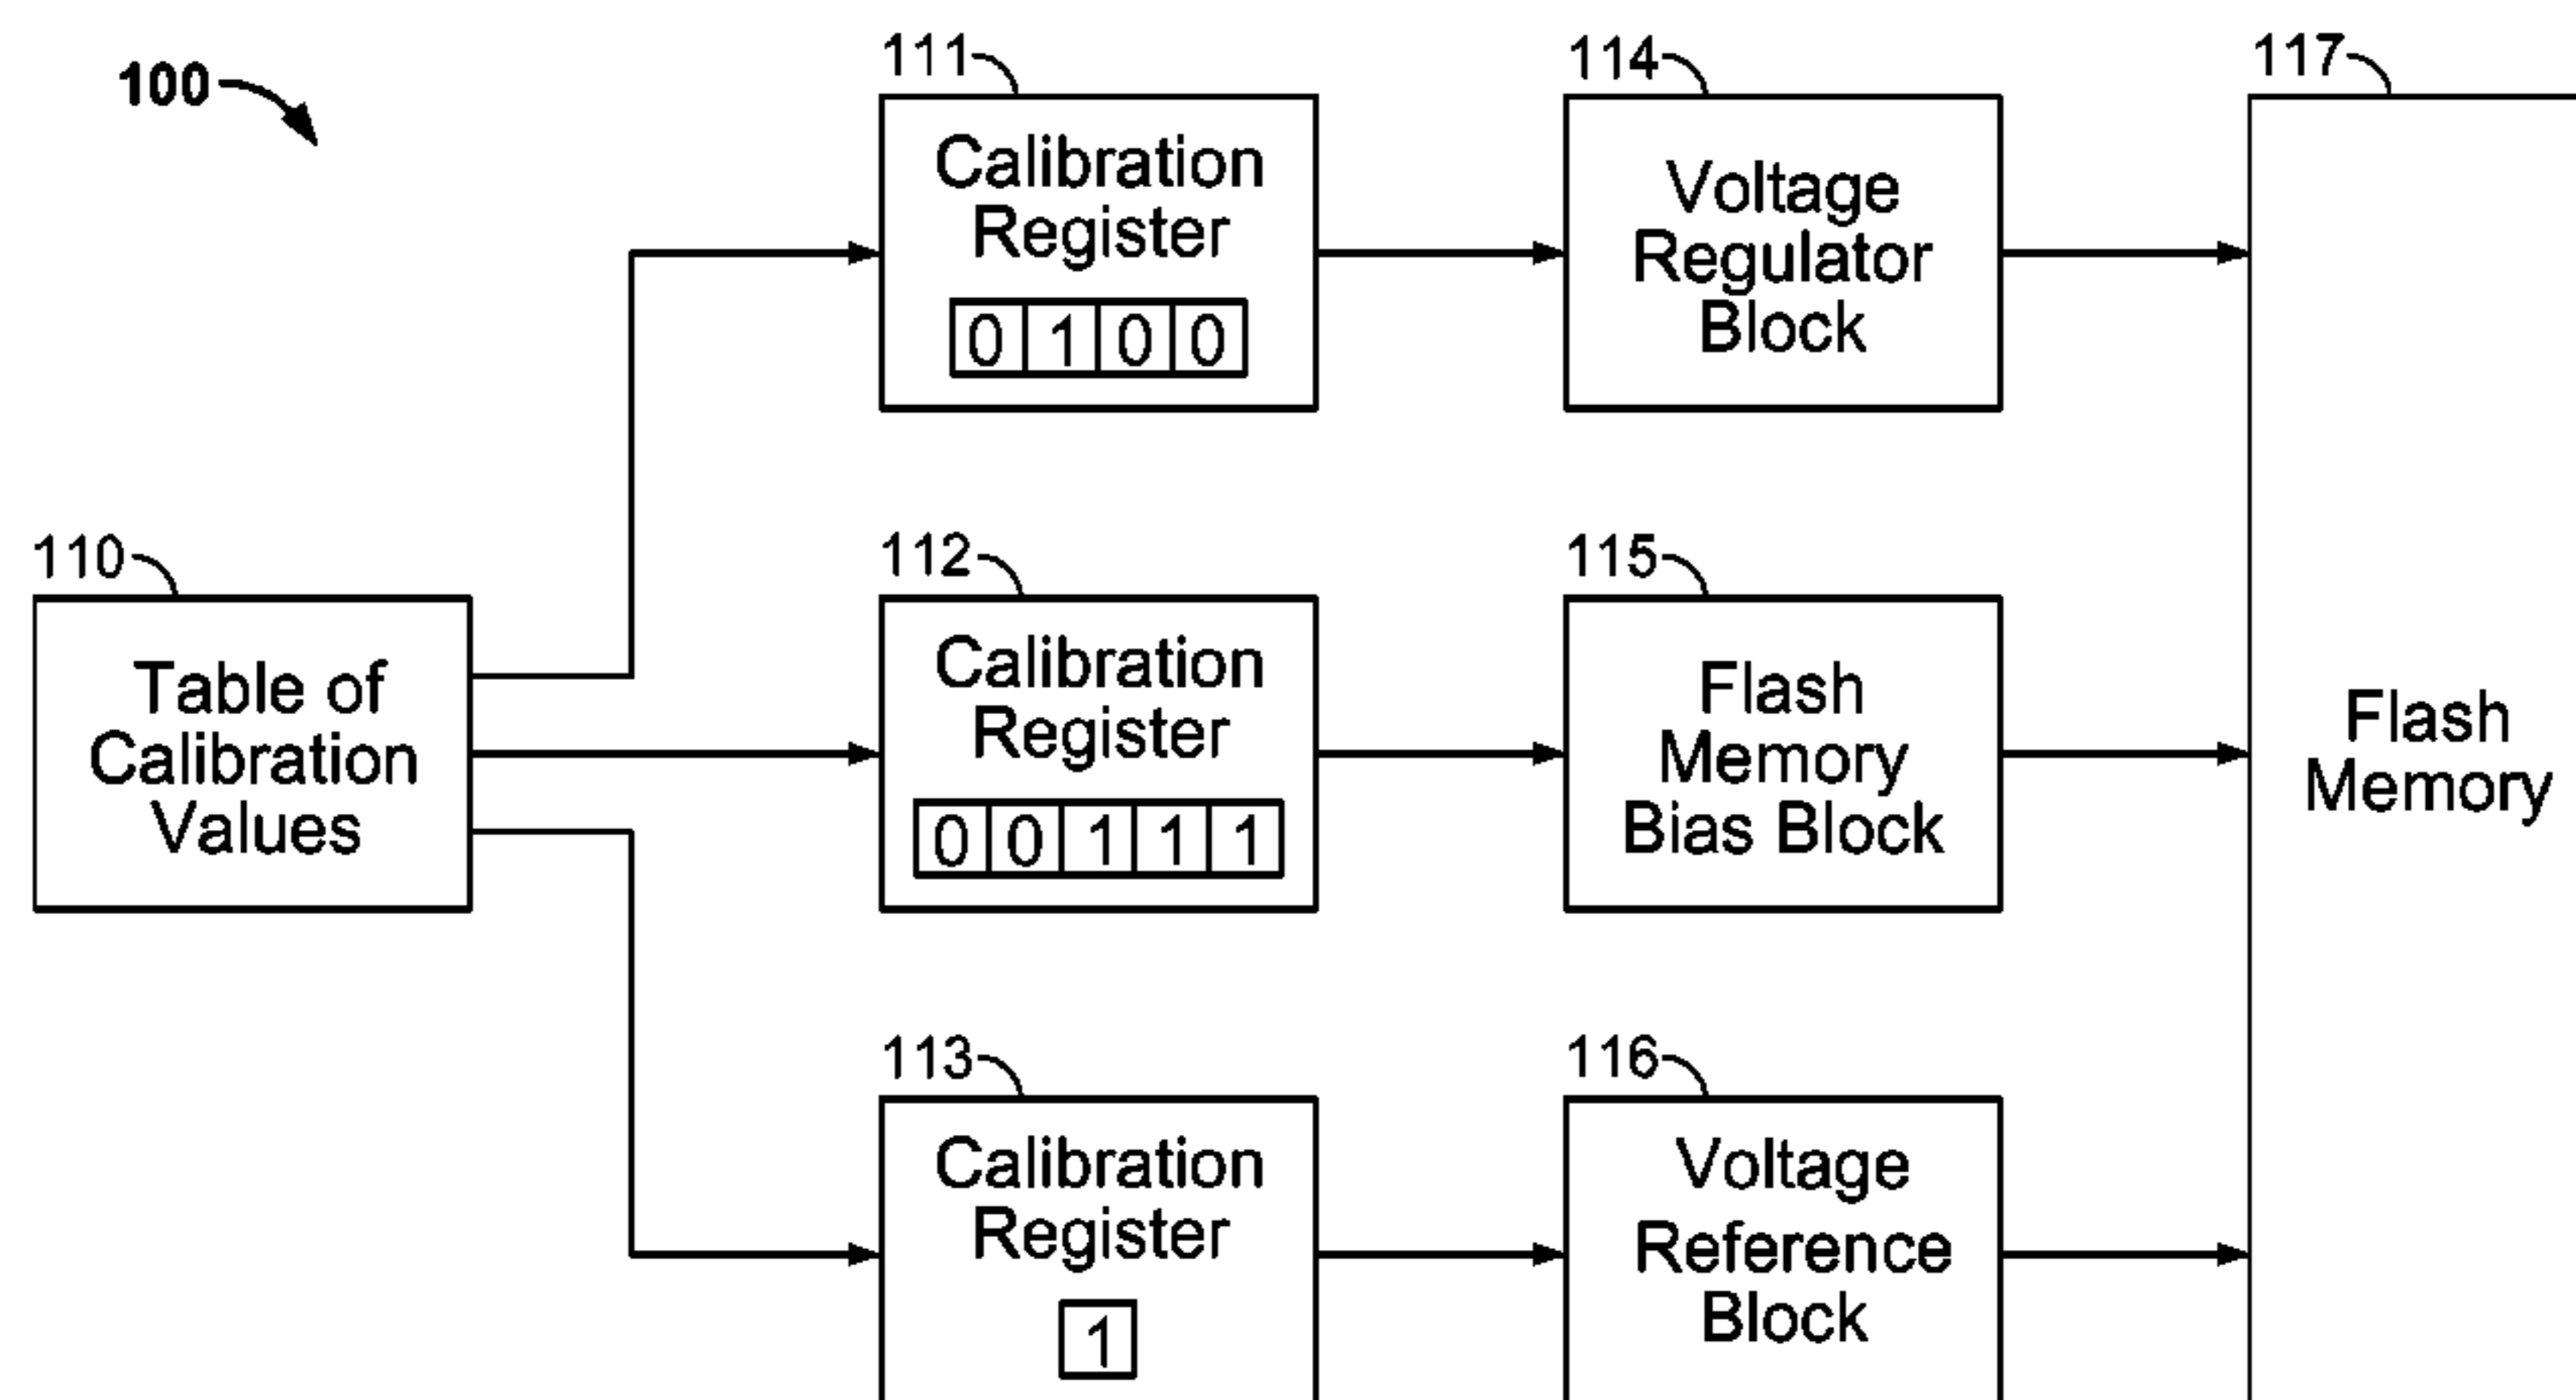 100
111
Calibration
Register
0 1 0 0
114
Voltage
Regulator
Block
117
110
Table of
Calibration
Values
112
Calibration
Register
0 0 1 1 1
115
Flash
Memory
Bias Block
Flash
Memory
113
Calibration
Register
1
116
Voltage
Reference
Block